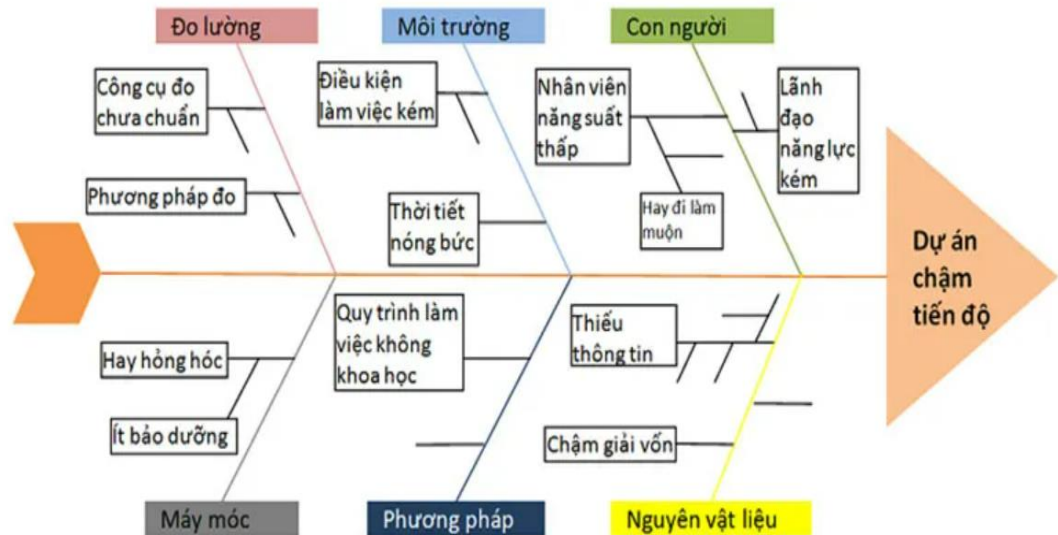 Đo lường
Môi trường
Con người
Công cụ đo
chưa chuẩn
Phương pháp đo
Điều kiện
làm việc kém
Thời tiết
nóng bức
Nhân viên
năng suất
thấp
Hay đi làm
muộn
Lãnh
đạo
năng lực
kém
Dự án
chậm
tiến độ
Hay hỏng hóc
Ít bảo dưỡng
Quy trình làm
việc không
khoa học
Thiếu
thông tin
Chậm giải vốn
Máy móc
Phương pháp
Nguyên vật liệu